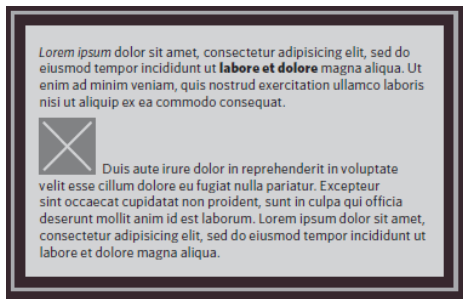 Lorem ipsum dolor sit amet, consectetur adipisicing elit, sed do
eiusmod tempor incididunt ut labore et dolore magna aliqua. Ut
enim ad minim veniam, quis nostrud exercitation ullamco laboris
nisi ut aliquip ex ea commodo consequat.
Duis aute irure dolor in reprehenderit in voluptate
velit esse cillum dolore eu fugiat nulla pariatur. Excepteur
sint occaecat cupidatat non proident, sunt in culpa qui officia
deserunt mollit anim id est laborum. Lorem ipsum dolor sit amet,
consectetur adipisicing elit, sed do eiusmod tempor incididunt ut
labore et dolore magna aliqua.